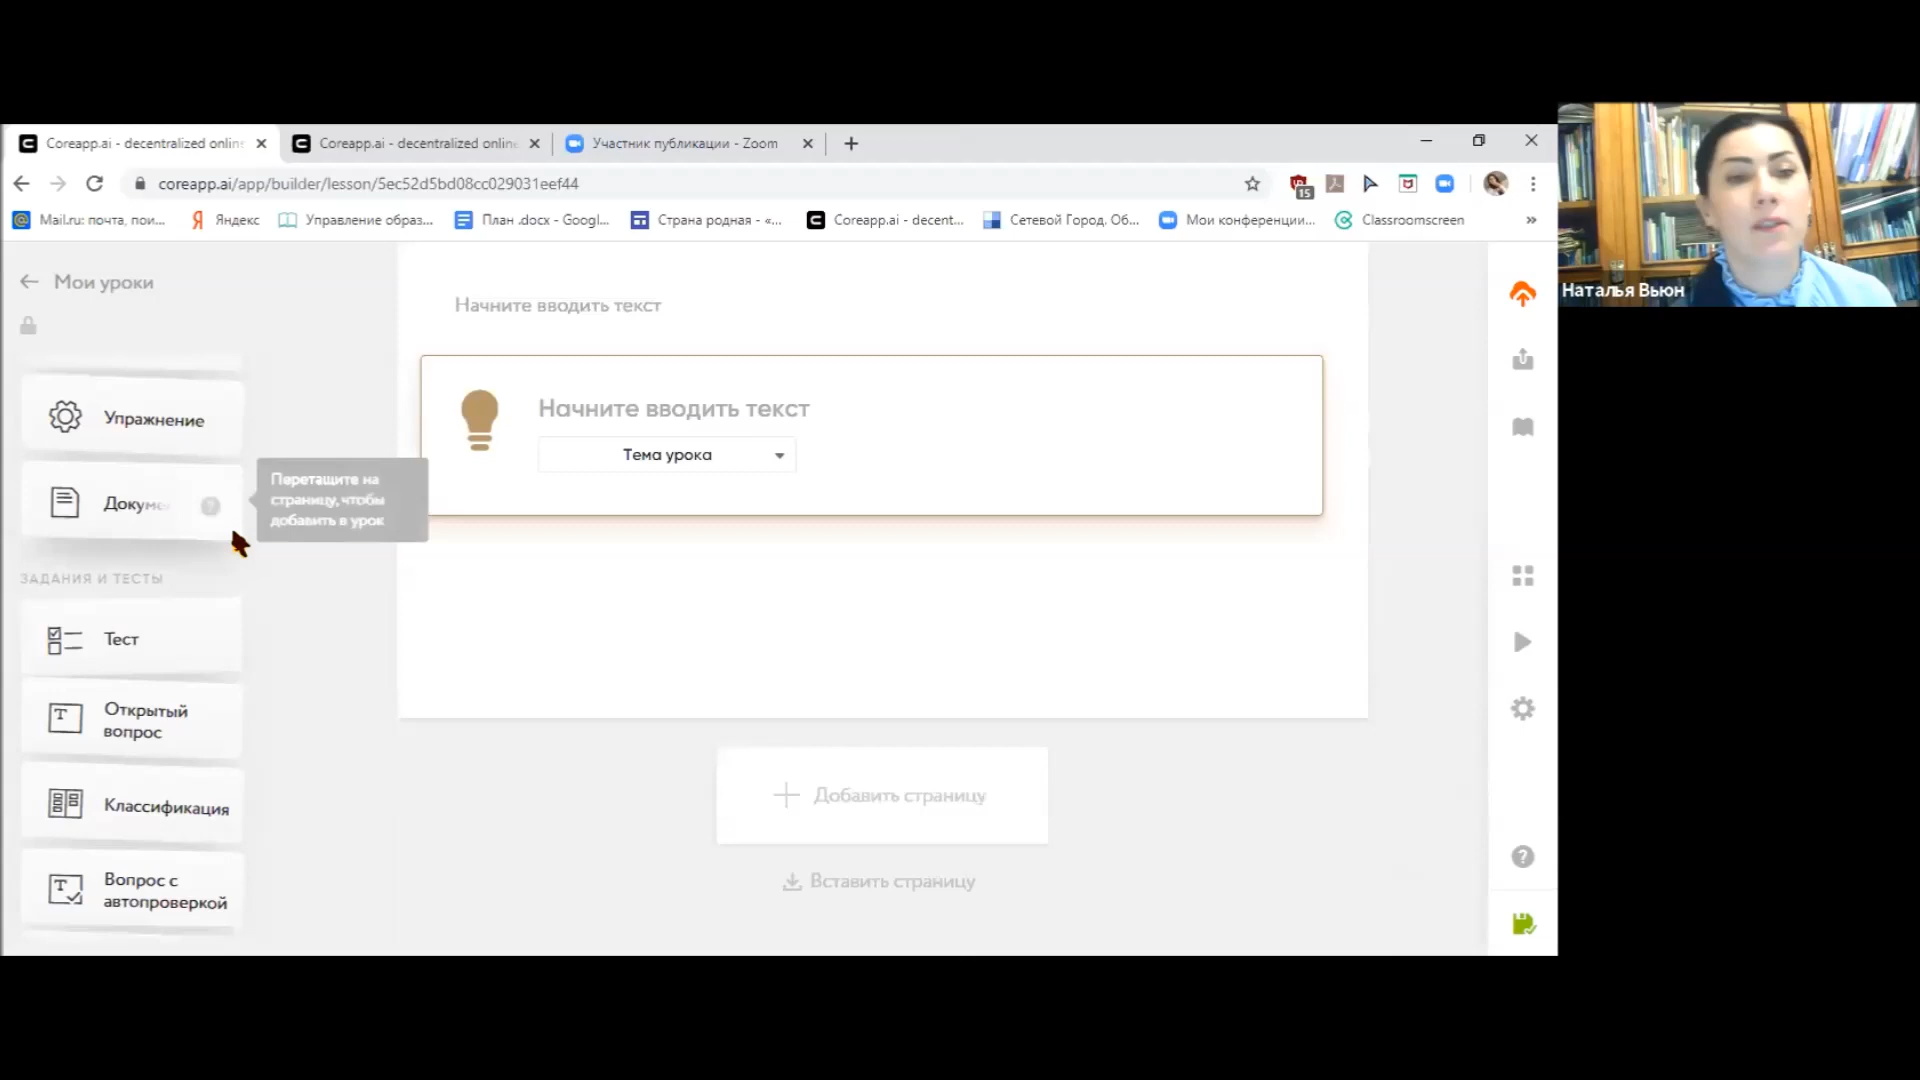 Coreapp.ai - decentralized onlin
Coreapp.ai - decentralized online
Участник публикации - Zoom
coreapp.ai/app/builder/lesson/5ec52d5bd08cc029031eef44
15
Mail.ru: почта, пои...
Яндекс
Управление образ...
План .docx - Googl...
Страна родная - «...
Coreapp.ai - decent...
Сетевой Город. Об...
Мои конференции...
Classroomscreen
»
Наталья Вьюн
Мои уроки
Начните вводить текст
Начните вводить текст
Тема урока
Упражнение
Докуме
?
Перетащите на
страницу, чтобы
добавить в урок
ЗАДАНИЯ И ТЕСТЫ
Тест
Открытый
вопрос
Классификация
Вопрос с
автопроверкой
Добавить страницу
Вставить страницу
?